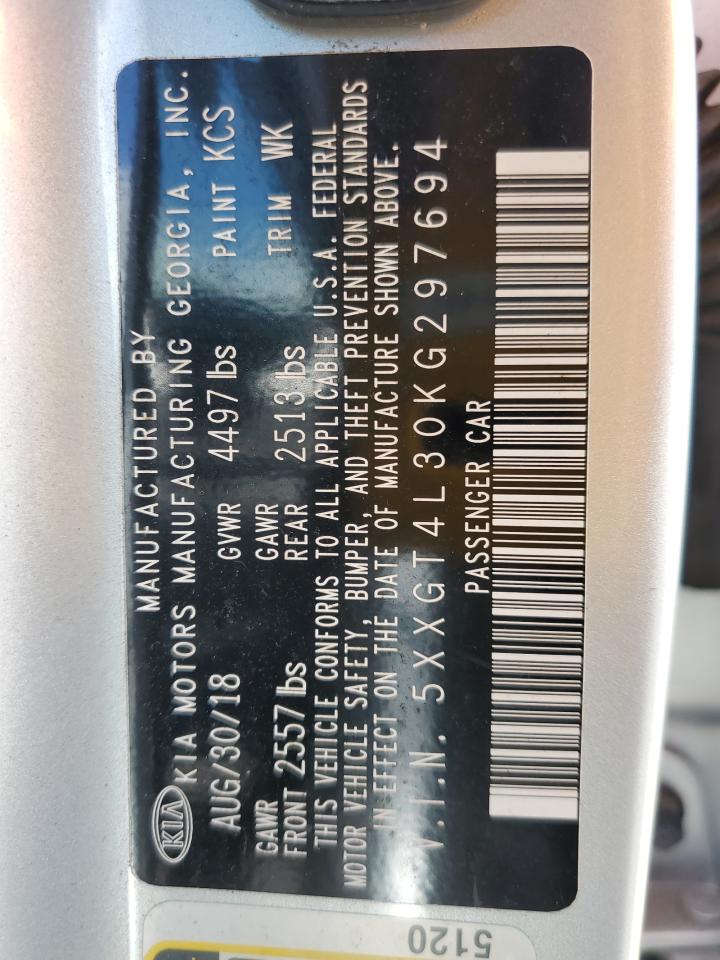 MANUFACTURED BY
KIA KIA MOTORS MANUFACTURING GEORGIA, INC.
AUG/30/18 GVWR 4497 lbs PAINT KCS
GAWR FRONT 2557 lbs GAWR REAR 2513 lbs TRIM WK
THIS VEHICLE CONFORMS TO ALL APPLICABLE U.S.A. FEDERAL
MOTOR VEHICLE SAFETY, BUMPER, AND THEFT PREVENTION STANDARDS
IN EFFECT ON THE DATE OF MANUFACTURE SHOWN ABOVE.
V.I.N. 5XXGT4L30KG297694
PASSENGER CAR
5120